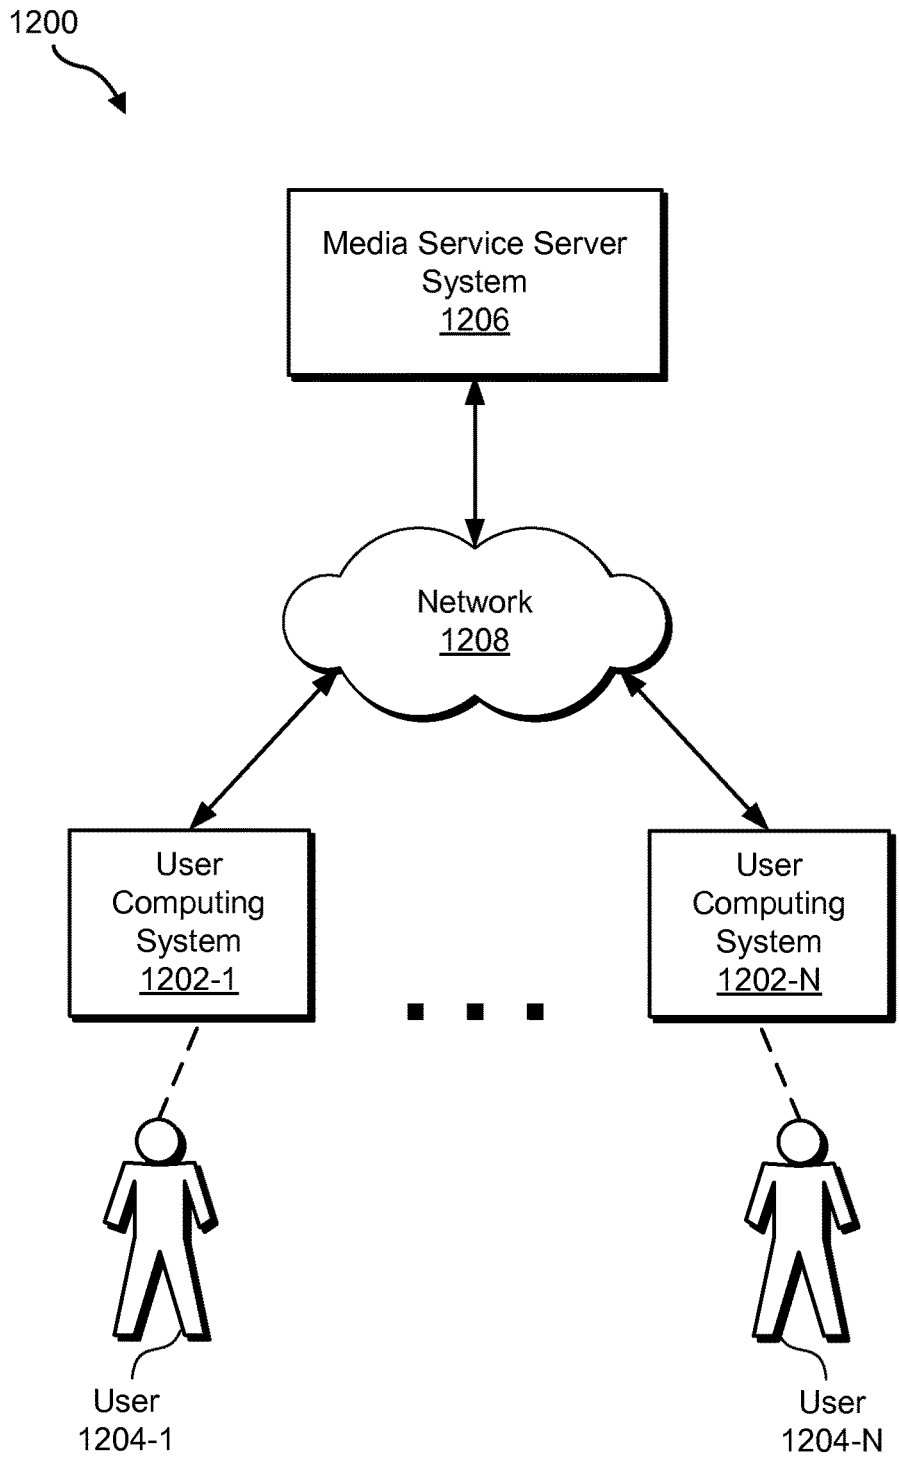 1200
Media Service Server
System
1206
Network
1208
User
Computing
System
1202-1
User
Computing
System
1202-N
User
1204-1
User
1204-N